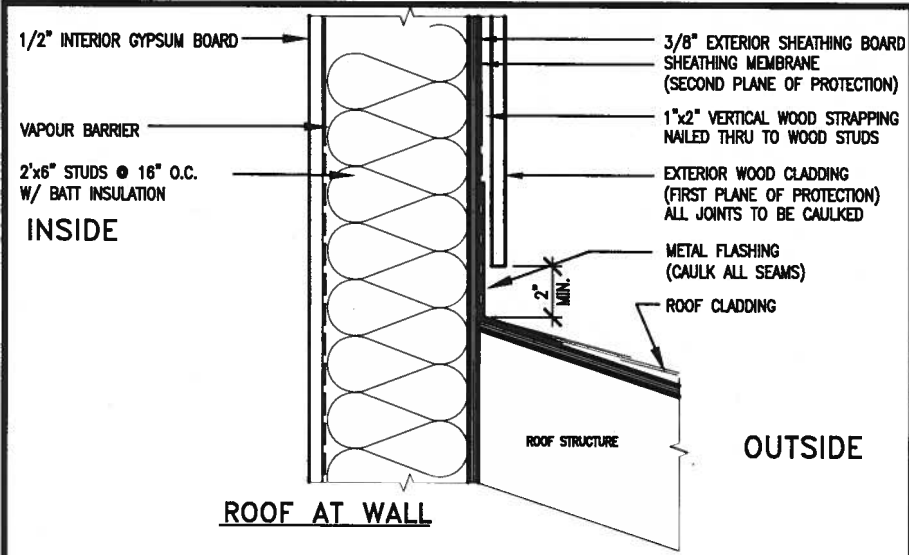 1/2" INTERIOR GYPSUM BOARD
VAPOUR BARRIER
2'x6" STUDS @ 16" O.C.
W/ BATT INSULATION
INSIDE
3/8" EXTERIOR SHEATHING BOARD
SHEATHING MEMBRANE
(SECOND PLANE OF PROTECTION)
1"x2" VERTICAL WOOD STRAPPING
NAILED THRU TO WOOD STUDS
EXTERIOR WOOD CLADDING
(FIRST PLANE OF PROTECTION)
ALL JOINTS TO BE CAULKED
METAL FLASHING
(CAULK ALL SEAMS)
2"
MIN.
ROOF CLADDING
ROOF STRUCTURE
OUTSIDE
ROOF AT WALL